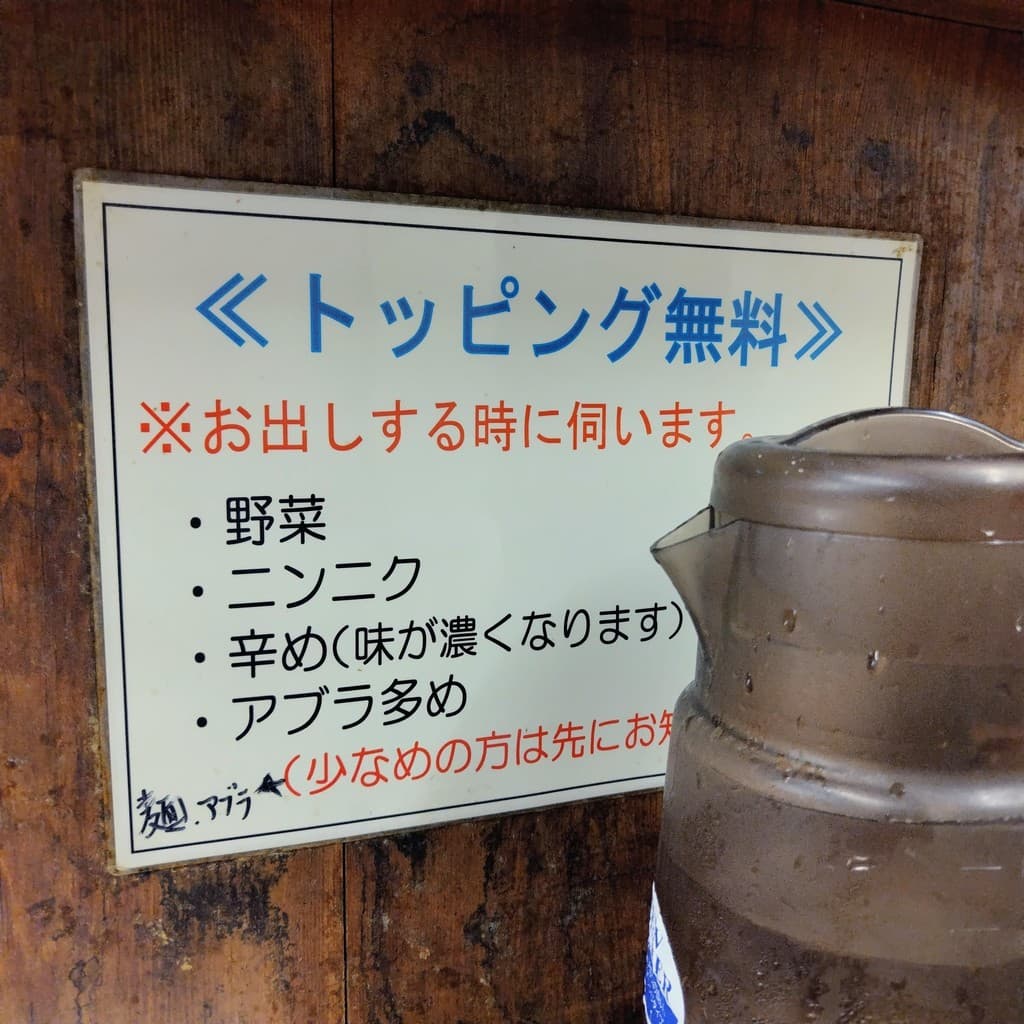 ≪トッピング無料≫
※お出しする時に伺います。
・野菜
・ニンニク
・辛め(味が濃くなります)
・アブラ多め
(少なめの方は先にお知
麺.アブラ